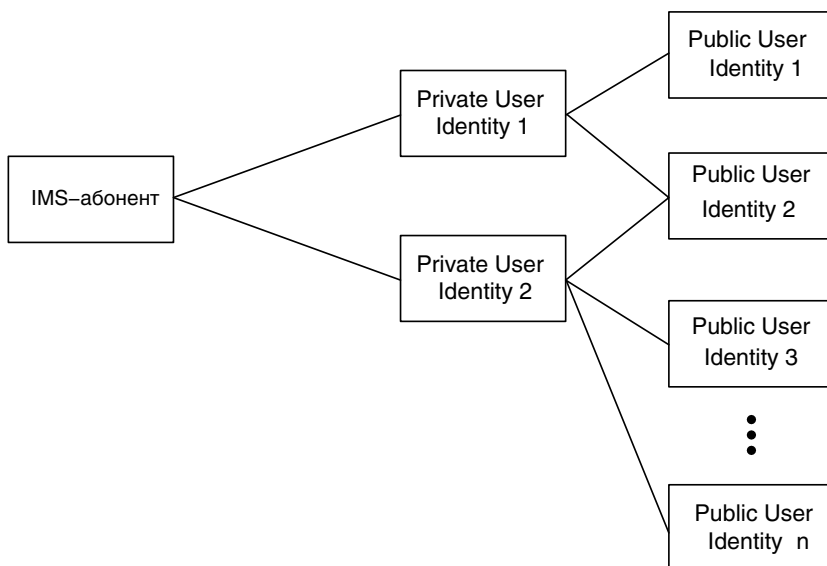 IMS–абонент
Private User
Identity 1
Private User
Identity 2
Public User
Identity 1
Public User
Identity 2
Public User
Identity 3
Public User
Identity n